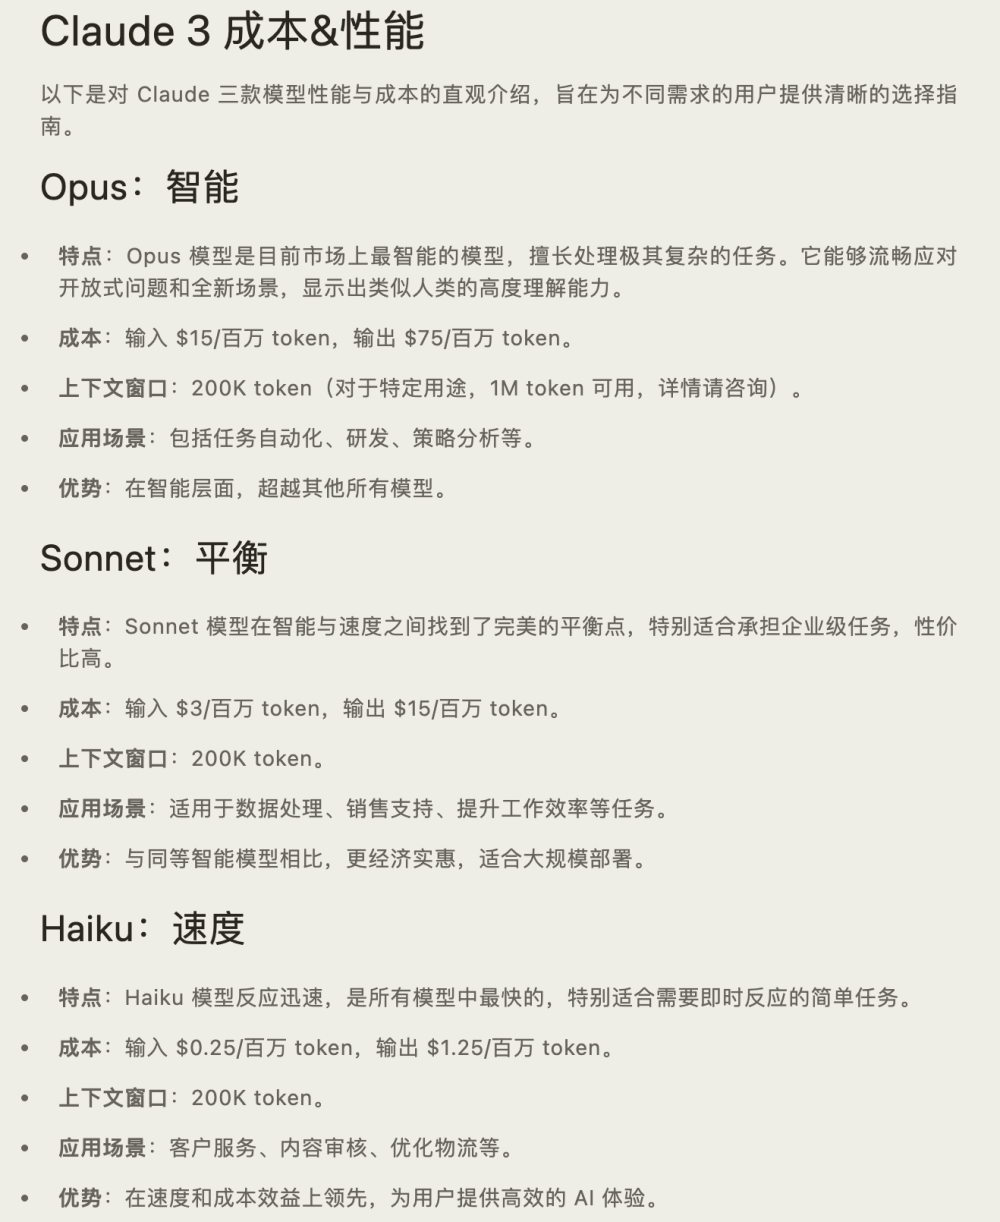 Claude 3 成本&性能
以下是对 Claude 三款模型性能与成本的直观介绍，旨在为不同需求的用户提供清晰的选择指
南。
Opus：智能
• 特点：Opus 模型是目前市场上最智能的模型，擅长处理极其复杂的任务。它能够流畅应对
开放式问题和全新场景，显示出类似人类的高度理解能力。
• 成本：输入 $15/百万 token，输出 $75/百万 token。
• 上下文窗口：200K token（对于特定用途，1M token 可用，详情请咨询）。
• 应用场景：包括任务自动化、研发、策略分析等。
• 优势：在智能层面，超越其他所有模型。
Sonnet：平衡
• 特点：Sonnet 模型在智能与速度之间找到了完美的平衡点，特别适合承担企业级任务，性价
比高。
• 成本：输入 $3/百万 token，输出 $15/百万 token。
• 上下文窗口：200K token。
• 应用场景：适用于数据处理、销售支持、提升工作效率等任务。
• 优势：与同等智能模型相比，更经济实惠，适合大规模部署。
Haiku：速度
• 特点：Haiku 模型反应迅速，是所有模型中最快的，特别适合需要即时反应的简单任务。
• 成本：输入 $0.25/百万 token，输出 $1.25/百万 token。
• 上下文窗口：200K token。
• 应用场景：客户服务、内容审核、优化物流等。
• 优势：在速度和成本效益上领先，为用户提供高效的 AI 体验。